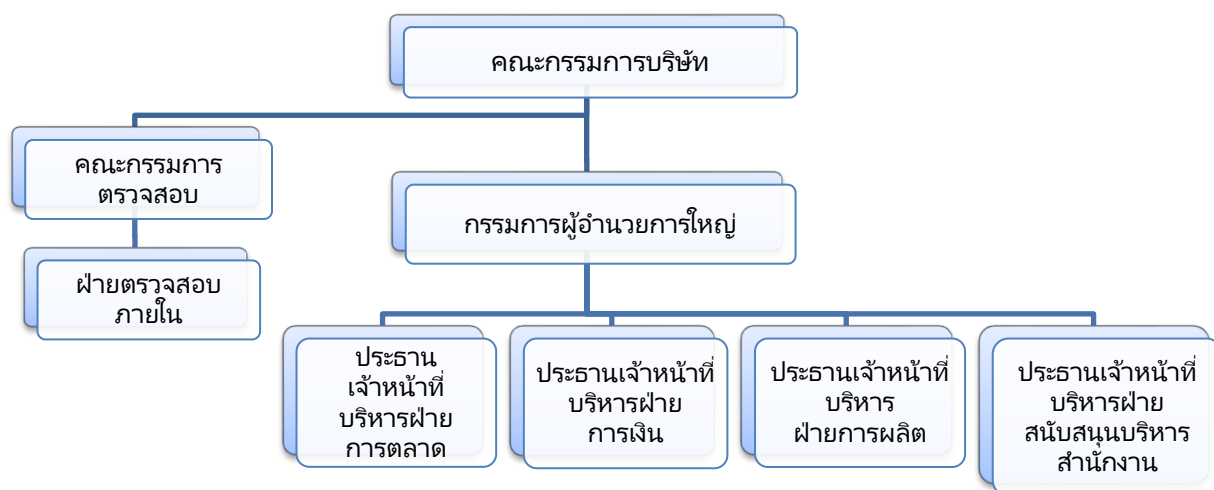 คณะกรรมการบริษัท
คณะกรรมการ
ตรวจสอบ
กรรมการผู้อำนวยการใหญ่
ฝ่ายตรวจสอบ
ภายใน
ประธาน
เจ้าหน้าที่
บริหารฝ่าย
การตลาด
ประธานเจ้าหน้าที่
บริหารฝ่าย
การเงิน
ประธานเจ้าหน้าที่
บริหาร
ฝ่ายการผลิต
ประธานเจ้าหน้าที่
บริหารฝ่าย
สนับสนุนบริหาร
สำนักงาน